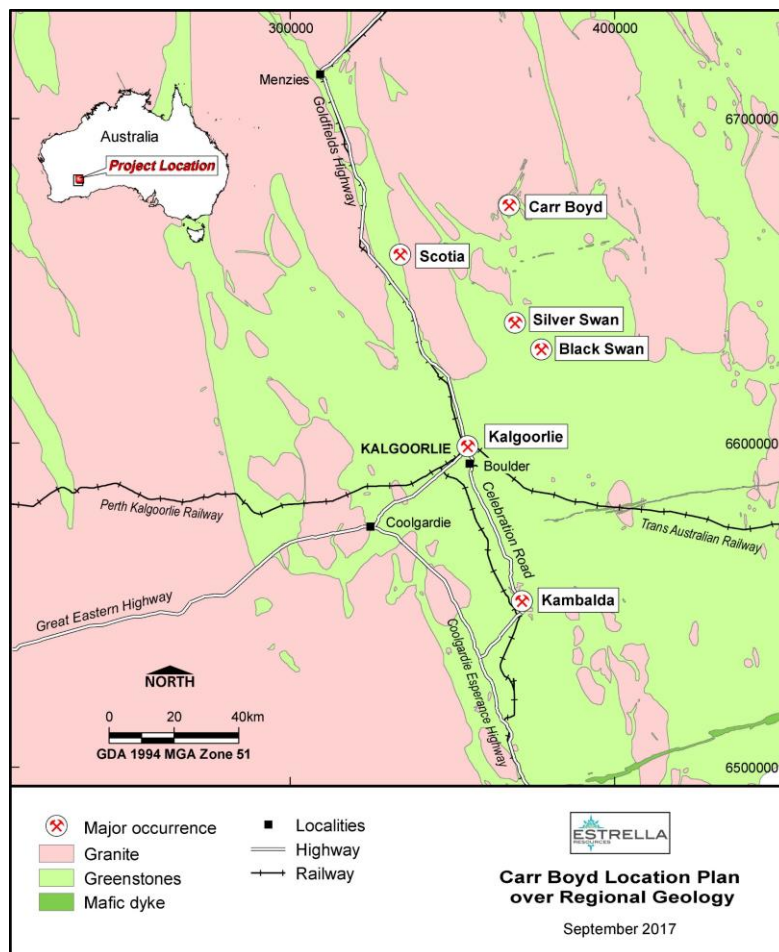 300000
400000
Menzies
Goldfields Highway
6700000
Australia
Project Location
Carr Boyd
Scotia
Silver Swan
Black Swan
Kalgoorlie
KALGOORLIE
6600000
Boulder
Perth Kalgoorlie Railway
Coolgardie
Celebration Road
Trans Australian Railway
Great Eastern Highway
Kambalda
Coolgardie Esperance Highway
NORTH
0 20 40km
GDA 1994 MGA Zone 51
6500000
Major occurrence
Granite
Greenstones
Mafic dyke
Localities
Highway
Railway
ESTRELLA
RESOURCES
Carr Boyd Location Plan
over Regional Geology
September 2017